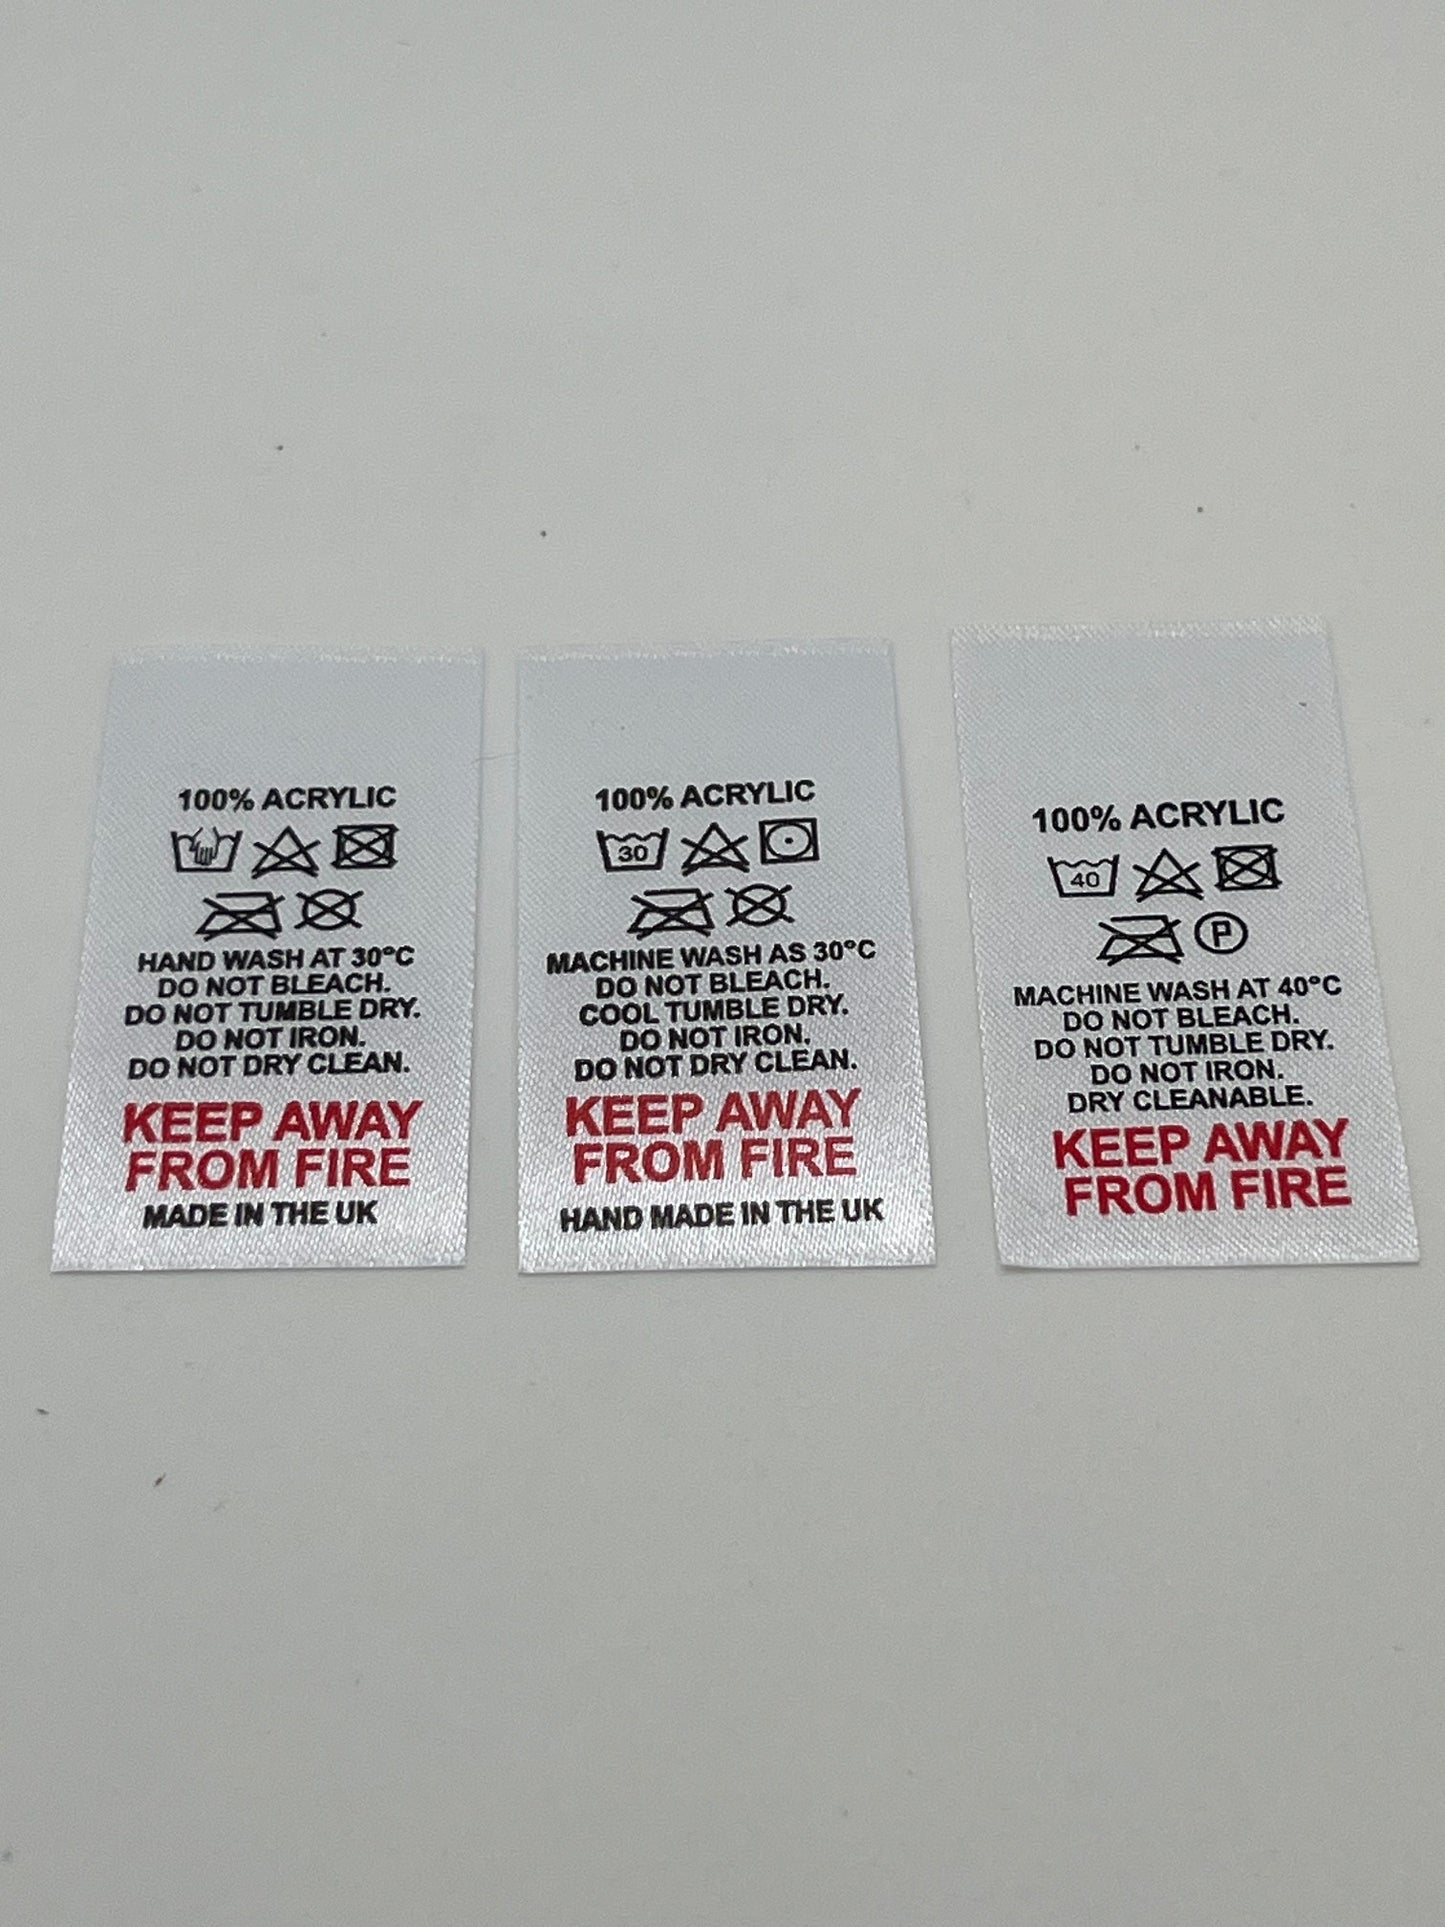 100% ACRYLIC
HAND WASH AT 30°C
DO NOT BLEACH.
DO NOT TUMBLE DRY.
DO NOT IRON.
DO NOT DRY CLEAN.
KEEP AWAY
FROM FIRE
MADE IN THE UK
100% ACRYLIC
30
MACHINE WASH AS 30°C
DO NOT BLEACH.
COOL TUMBLE DRY.
DO NOT IRON.
DO NOT DRY CLEAN.
KEEP AWAY
FROM FIRE
HAND MADE IN THE UK
100% ACRYLIC
40
P
MACHINE WASH AT 40°C
DO NOT BLEACH.
DO NOT TUMBLE DRY.
DO NOT IRON.
DRY CLEANABLE.
KEEP AWAY
FROM FIRE